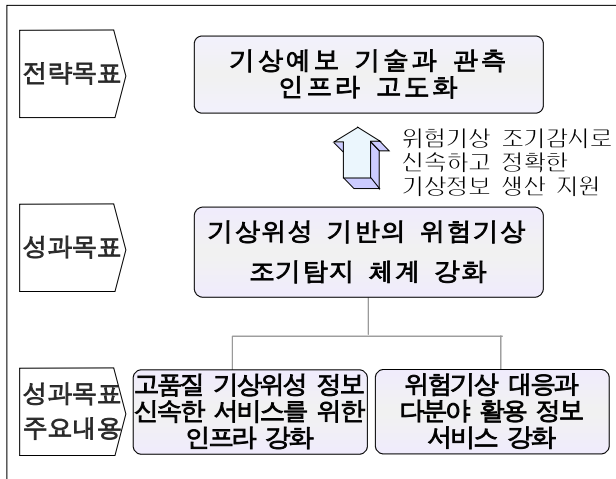 전략목표
기상예보 기술과 관측
인프라 고도화
위험기상 조기감시로
신속하고 정확한
기상정보 생산 지원
성과목표
기상위성 기반의 위험기상
조기탐지 체계 강화
성과목표
주요내용
고품질 기상위성 정보
신속한 서비스를 위한
인프라 강화
위험기상 대응과
다분야 활용 정보
서비스 강화